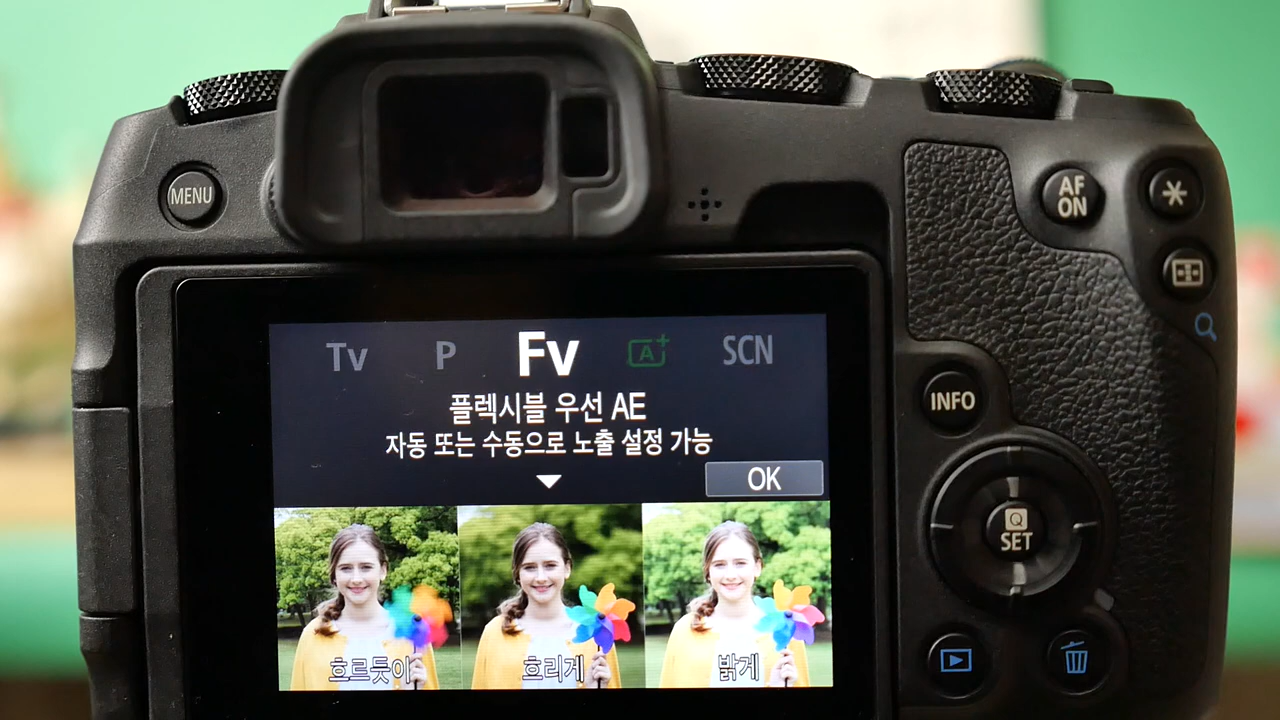 MENU
AF
ON
*
Tv P Fv A+ SCN
플렉시블 우선 AE
자동 또는 수동으로 노출 설정 가능
OK
INFO
Q
SET
흐르듯이 흐리게 밝게